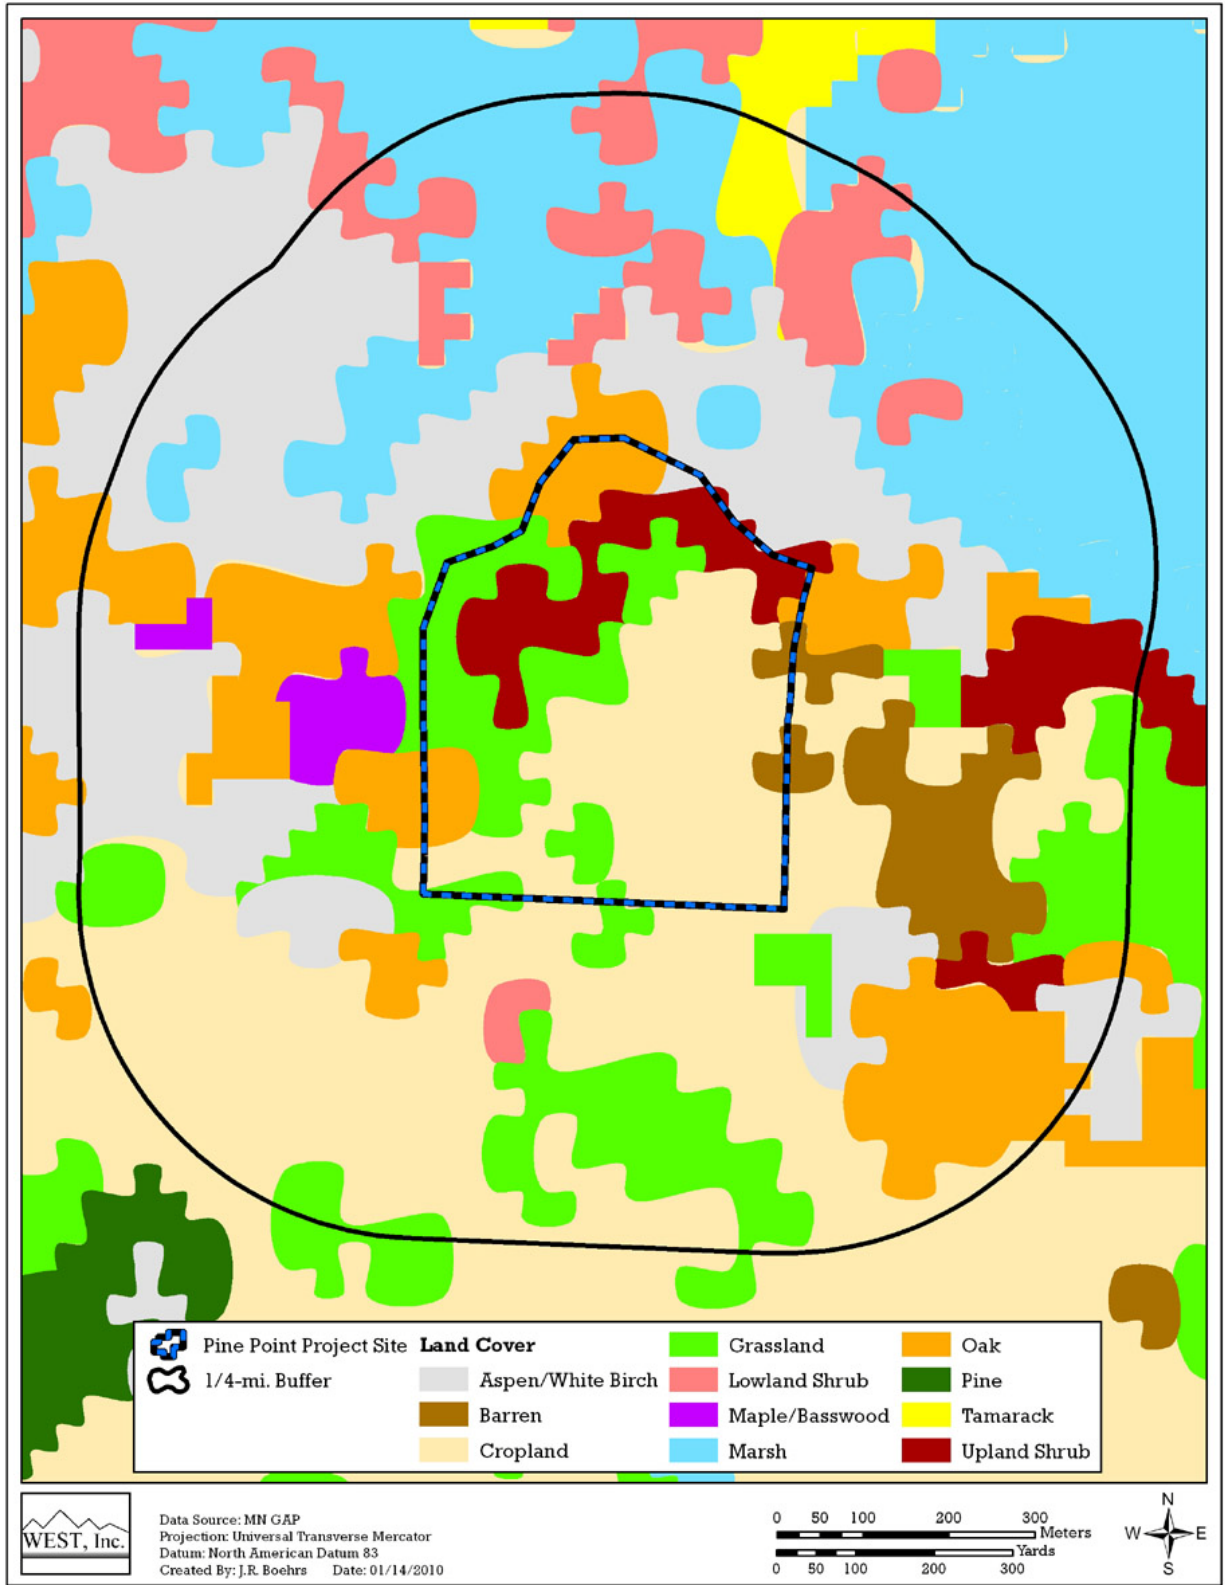 Pine Point Project Site
1/4-mi. Buffer
Land Cover
Aspen/White Birch
Barren
Cropland
Grassland
Lowland Shrub
Maple/Basswood
Marsh
Oak
Pine
Tamarack
Upland Shrub
WEST, Inc.
Data Source: MN GAP
Projection: Universal Transverse Mercator
Datum: North American Datum 83
Created By: J.R. Boehrs Date: 01/14/2010
0 50 100 200 300
Meters
Yards
0 50 100 200 300
N
W E
S